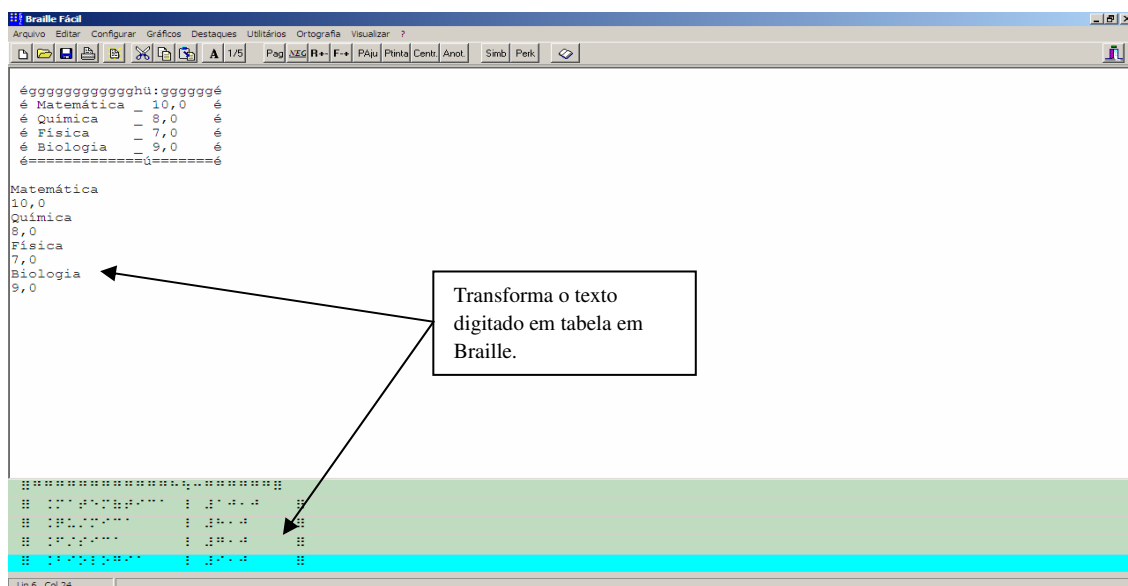 Braille Fácil
Arquivo Editar Configurar Gráficos Destaques Utilitários Ortografia Visualizar ?
A 1/5 Pag NEG R+- F-+ PAju Ptinta Centr. Anot. Simb Perk
égggggggggggghü:ggggggé
é Matemática _ 10,0 é
é Química _ 8,0 é
é Física _ 7,0 é
é Biologia _ 9,0 é
é=============ú=======é
Matemática
10,0
Química
8,0
Física
7,0
Biologia
9,0
Transforma o texto
digitado em tabela em
Braille.
Lin 6 Col 24